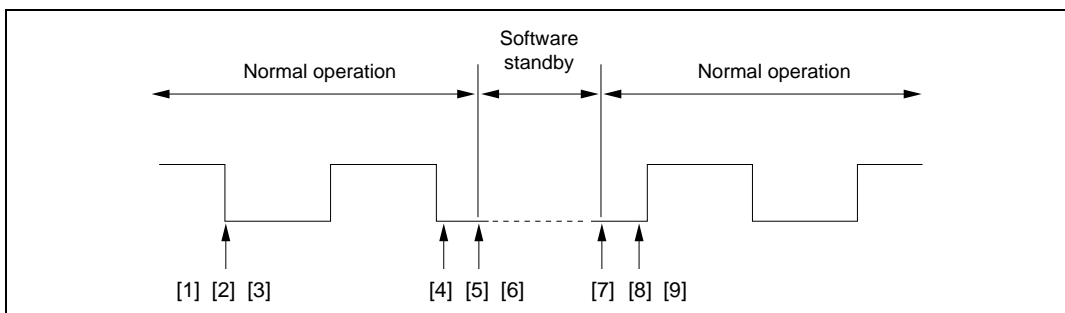 Software
standby
Normal operation
Normal operation
[1] [2] [3]
[4] [5] [6]
[7] [8] [9]